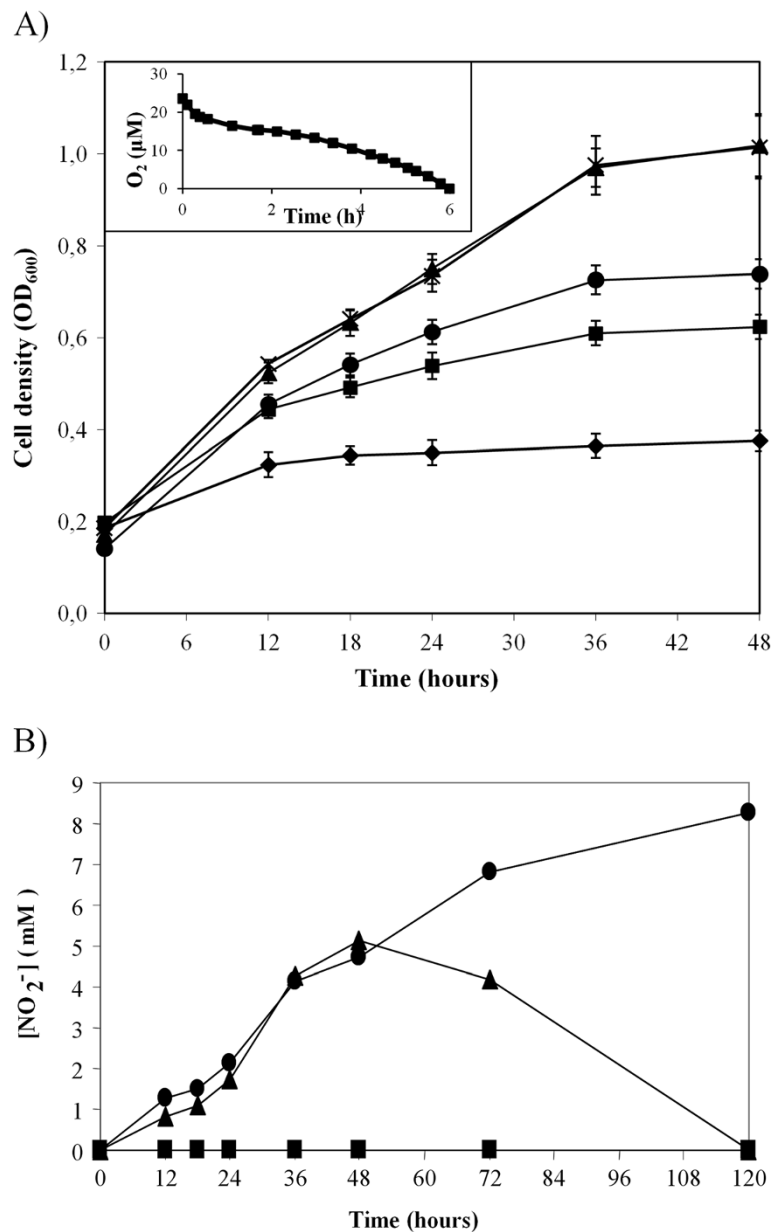 A)
1,2
1,0
0,8
0,6
0,4
0,2
0,0
Cell density (OD600)
30
20
10
0
O2 (µM)
0 2 4 6
Time (h)
0 6 12 18 24 30 36 42 48
Time (hours)
B)
9
8
7
6
5
4
3
2
1
0
[NO2-] ( mM )
0 12 24 36 48 60 72 84 96 108 120
Time (hours)